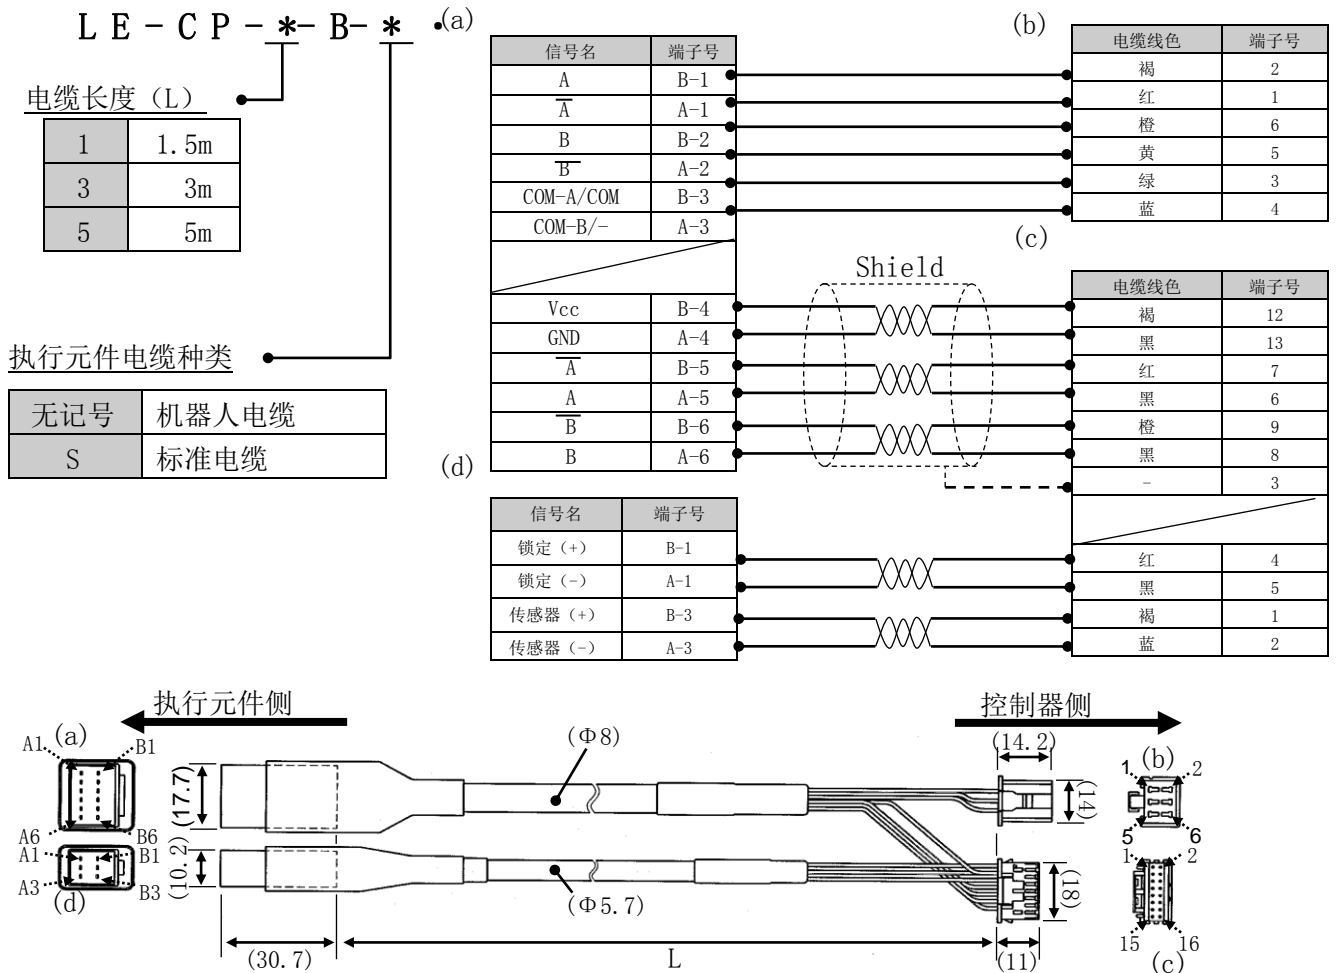 LE-CP-*-B-*
电缆长度（L）
1 1.5m
3 3m
5 5m
执行元件电缆种类
无记号 机器人电缆
S 标准电缆
(a)
信号名 端子号
A B-1
A̅ A-1
B B-2
B̅ A-2
COM-A/COM B-3
COM-B/- A-3
Vcc B-4
GND A-4
A̅ B-5
A A-5
B̅ B-6
B A-6
(b)
电缆线色 端子号
褐 2
红 1
橙 6
黄 5
绿 3
蓝 4
Shield
(c)
电缆线色 端子号
褐 12
黑 13
红 7
黑 6
橙 9
黑 8
- 3
红 4
黑 5
褐 1
蓝 2
(d)
信号名 端子号
锁定（+） B-1
锁定（-） A-1
传感器（+） B-3
传感器（-） A-3
执行元件侧
控制器侧
(a)
A1 B1
A6 B6
A1 B1
A3 B3
(d)
(17.7)
(10.2)
(30.7)
(Φ8)
(Φ5.7)
L
(14.2)
(14)
(18)
(11)
(b)
1 2
5 6
1 2
15 16
(c)